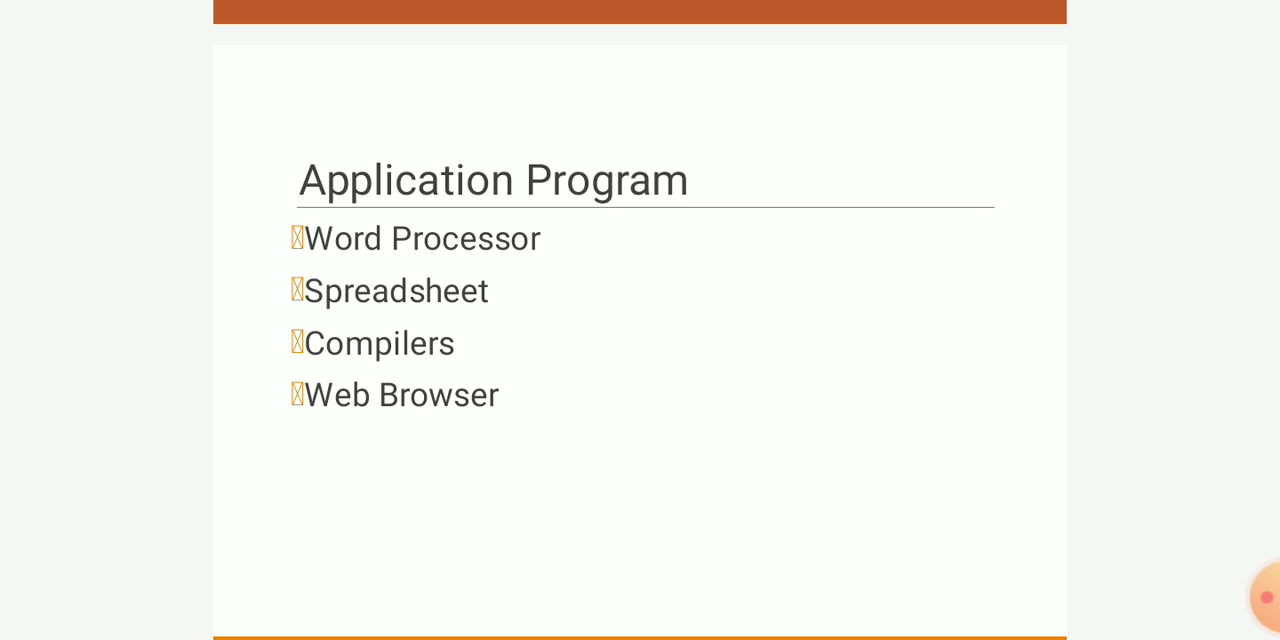 Application Program
Word Processor
Spreadsheet
Compilers
Web Browser